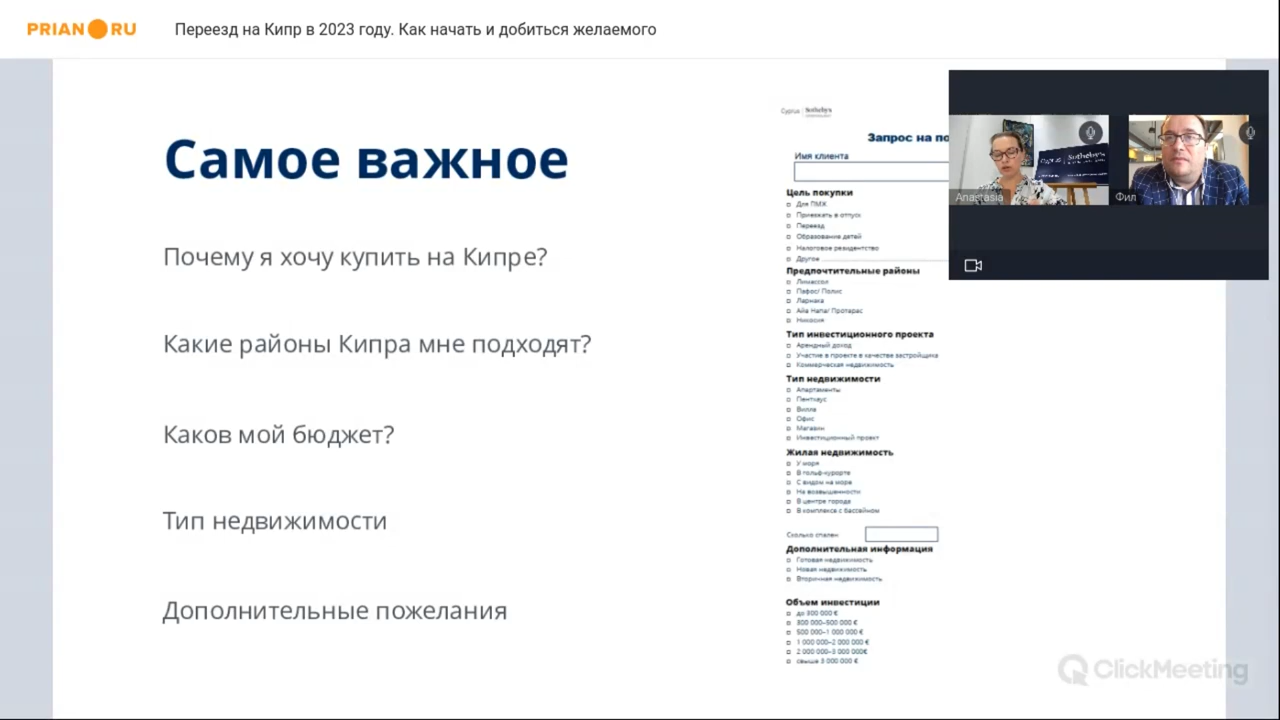 PRIAN RU
Переезд на Кипр в 2023 году. Как начать и добиться желаемого
Самое важное
Почему я хочу купить на Кипре?
Какие районы Кипра мне подходят?
Каков мой бюджет?
Тип недвижимости
Дополнительные пожелания
Cyprus Sotheby's
Запрос на по
Имя клиента
Цель покупки
Для ПМЖ
Приезжать в отпуск
Переезд
Образование детей
Налоговое резидентство
Другое
Предпочтительные районы
Лимассол
Пафос/ Полис
Ларнака
Айа Напа/ Протарас
Никосия
Тип инвестиционного проекта
Арендный доход
Участие в проекте в качестве застройщика
Коммерческая недвижимость
Тип недвижимости
Апартаменты
Пентхаус
Вилла
Офис
Магазин
Инвестиционный проект
Жилая недвижимость
У моря
В гольф-курорте
С видом на море
На возвышенности
В центре города
В комплексе с бассейном
Сколько спален
Дополнительная информация
Готовая недвижимость
Новая недвижимость
Вторичная недвижимость
Объем инвестиции
до 300 000 €
300 000–500 000 €
500 000–1 000 000 €
1 000 000–2 000 000 €
2 000 000–3 000 000€
свыше 3 000 000 €
Cyprus Sotheby's
Anastasia
Фил
ClickMeeting